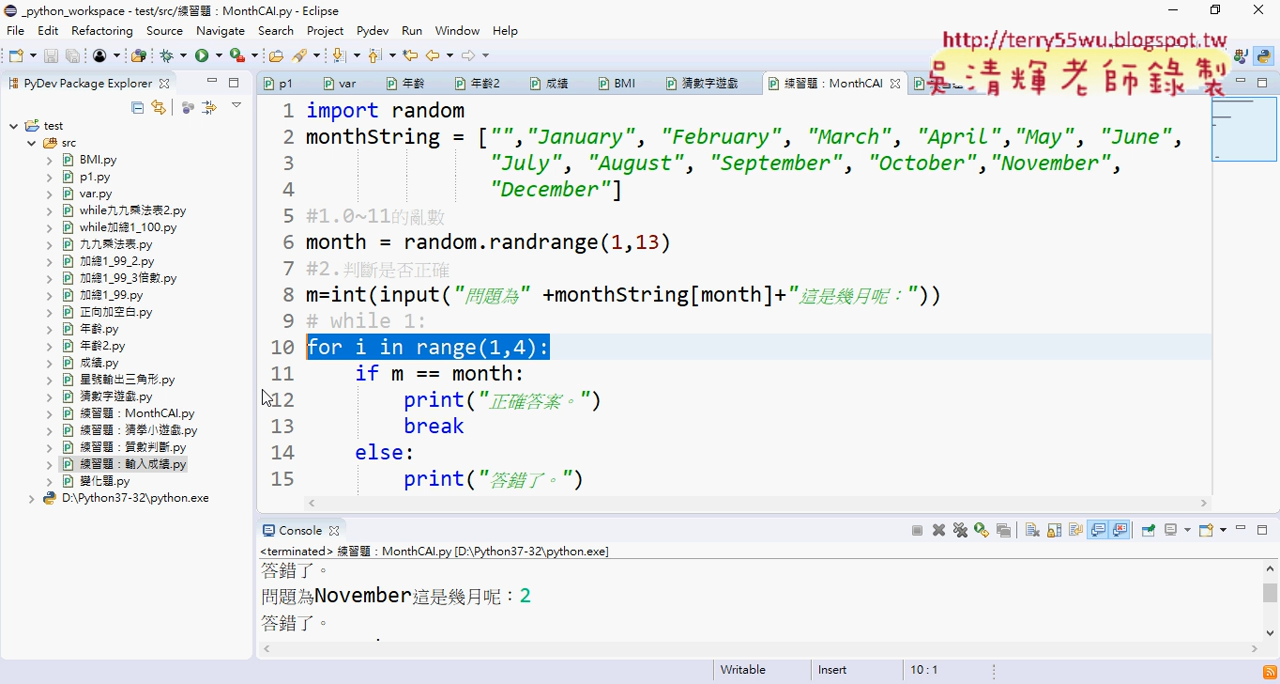 _python_workspace - test/src/練習題：MonthCAI.py - Eclipse
File Edit Refactoring Source Navigate Search Project Pydev Run Window Help
http://terry55wu.blogspot.tw
吳清輝老師錄製
PyDev Package Explorer
p1 var 年齡 年齡2 成績 BMI 猜數字遊戲 練習題：MonthCAI
test
src
BMI.py
p1.py
var.py
while九九乘法表2.py
while加總1_100.py
九九乘法表.py
加總1_99_2.py
加總1_99_3倍數.py
加總1_99.py
正向加空白.py
年齡.py
年齡2.py
成績.py
星號輸出三角形.py
猜數字遊戲.py
練習題：MonthCAI.py
練習題：猜學小遊戲.py
練習題：質數判斷.py
練習題：輸入成績.py
變化題.py
D:\Python37-32\python.exe
1 import random
2 monthString = ["","January", "February", "March", "April","May", "June",
3 "July", "August", "September", "October","November",
4 "December"]
5 #1.0~11的亂數
6 month = random.randrange(1,13)
7 #2.判斷是否正確
8 m=int(input("問題為" +monthString[month]+"這是幾月呢："))
9 # while 1:
10 for i in range(1,4):
11 if m == month:
12 print("正確答案。")
13 break
14 else:
15 print("答錯了。")
Console
<terminated> 練習題：MonthCAI.py [D:\Python37-32\python.exe]
答錯了。
問題為November這是幾月呢：2
答錯了。
Writable Insert 10 : 1